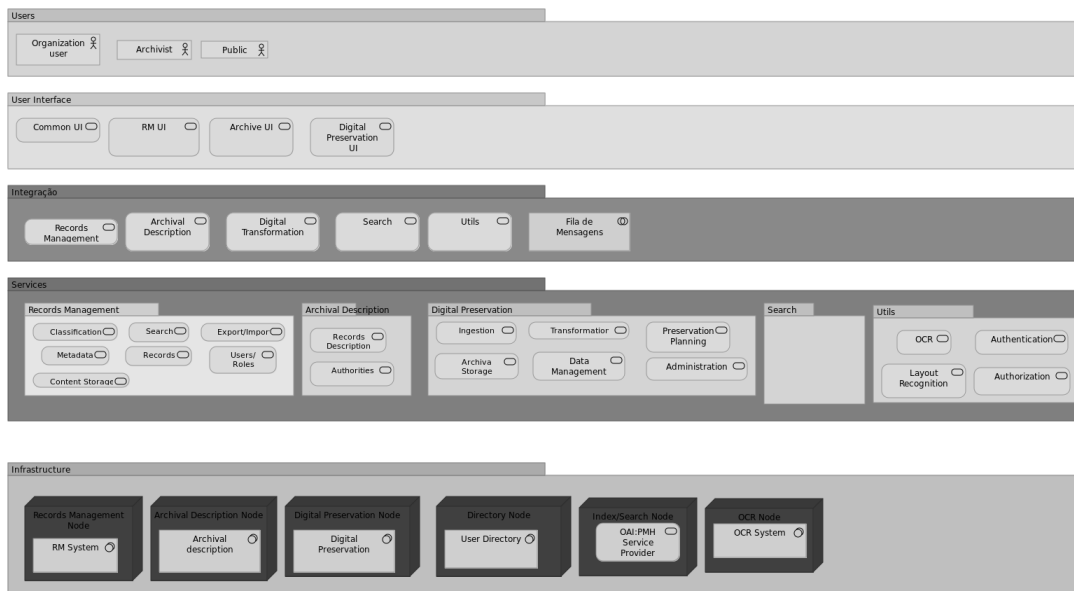 Users
Organization
user
Archivist
Public
User Interface
Common UI
RM UI
Archive UI
Digital
Preservation
UI
Integração
Records
Management
Archival
Description
Digital
Transformation
Search
Utils
Fila de
Mensagens
Services
Records Management
Classification
Search
Export/Impor
Metadata
Records
Users/
Roles
Content Storage
Archival Description
Records
Description
Authorities
Digital Preservation
Ingestion
Transformatior
Preservation
Planning
Archiva
Storage
Data
Management
Administration
Search
Utils
OCR
Authentication
Layout
Recognition
Authorization
Infrastructure
Records Management
Node
RM System
Archival Description Node
Archival
description
Digital Preservation Node
Digital
Preservation
Directory Node
User Directory
Index/Search Node
OAI:PMH
Service
Provider
OCR Node
OCR System